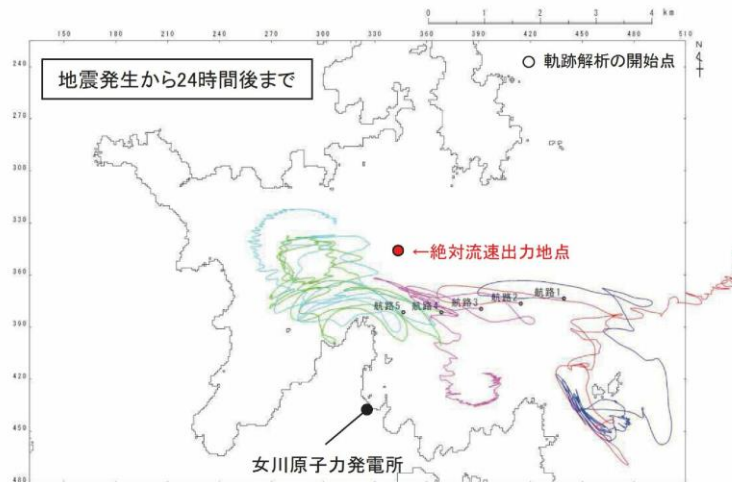 0 1 2 3 4 km
130 180 210 240 270 300 330 360 390 420 450 480 510
N
240
270
300
330
360
390
420
450
480
地震発生から24時間後まで
○ 軌跡解析の開始点
←絶対流速出力地点
航路5 航路4 航路3 航路2 航路1
女川原子力発電所